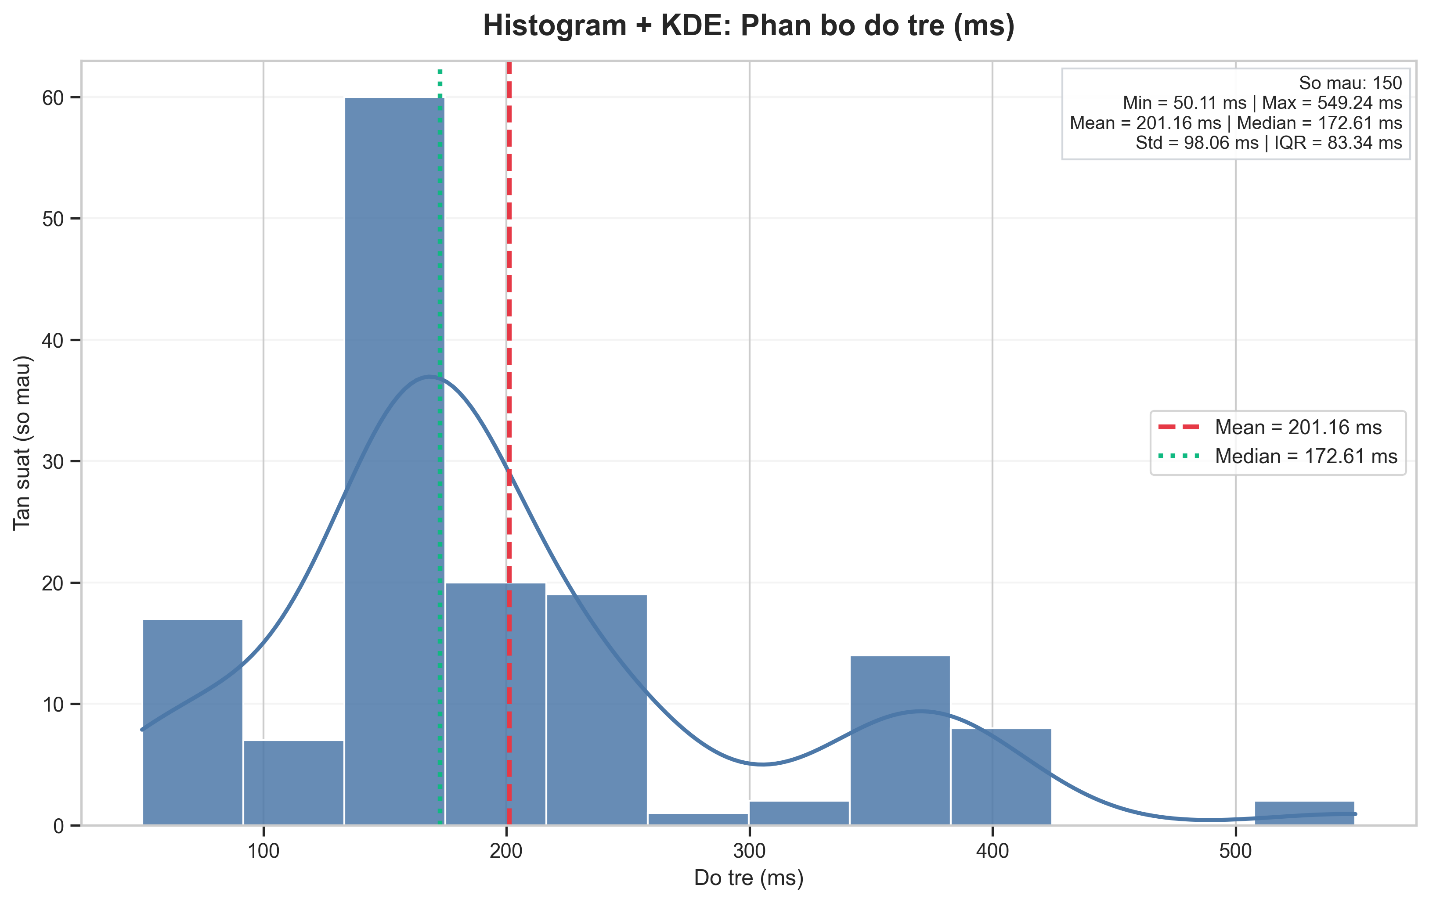 Histogram + KDE: Phan bo do tre (ms)
So mau: 150
Min = 50.11 ms | Max = 549.24 ms
Mean = 201.16 ms | Median = 172.61 ms
Std = 98.06 ms | IQR = 83.34 ms
Mean = 201.16 ms
Median = 172.61 ms
Tan suat (so mau)
60
50
40
30
20
10
0
100
200
300
400
500
Do tre (ms)